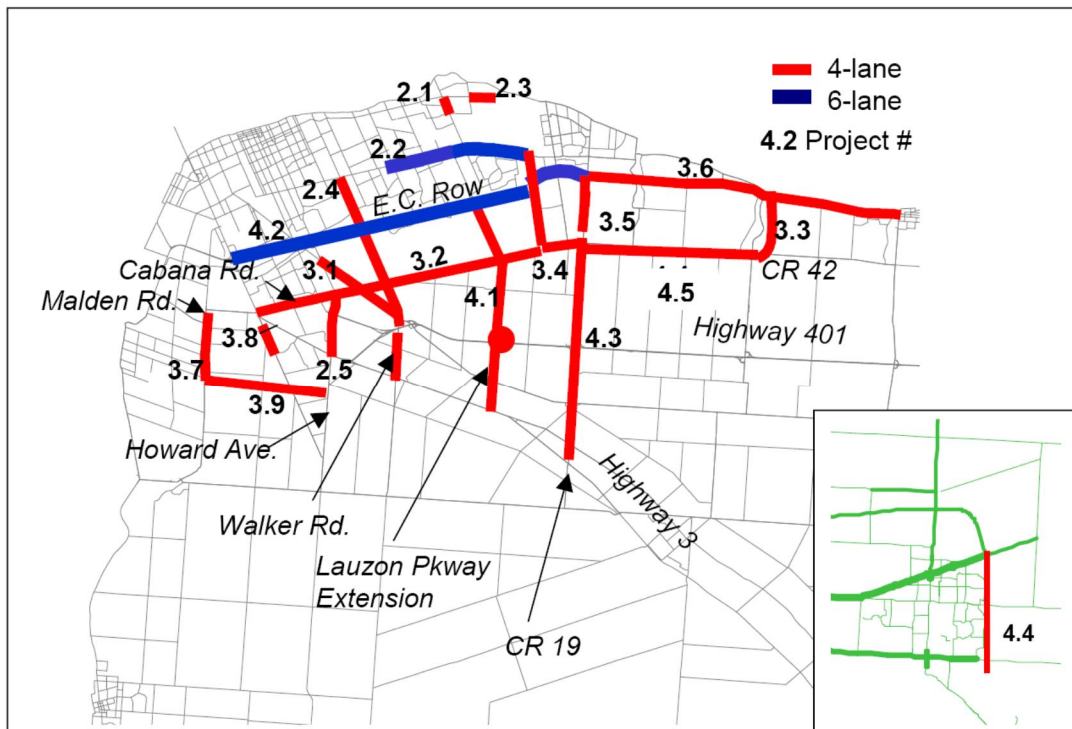 4-lane
6-lane
4.2 Project #
2.1
2.3
2.2
3.6
2.4
E.C. Row
3.5
3.3
4.2
3.2
3.4
Cabana Rd.
3.1
CR 42
Malden Rd.
4.1
4.5
3.8
4.3
Highway 401
3.7
2.5
3.9
Howard Ave.
Highway 3
Walker Rd.
Lauzon Pkway
Extension
CR 19
4.4